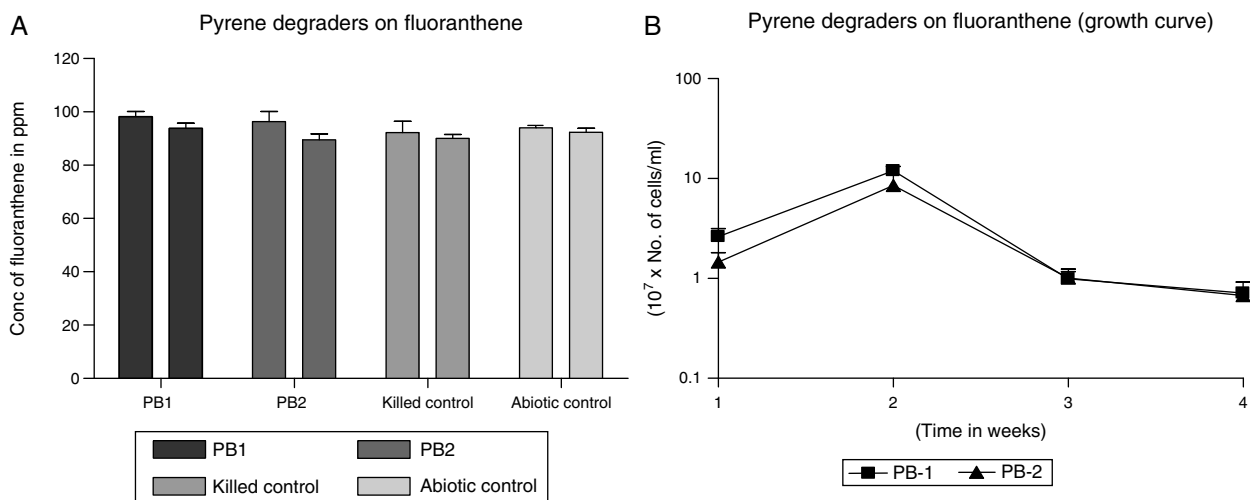 A
Pyrene degraders on fluoranthene
Conc of fluoranthene in ppm
120
100
80
60
40
20
0
PB1
PB2
Killed control
Abiotic control
PB1
PB2
Killed control
Abiotic control
B
Pyrene degraders on fluoranthene (growth curve)
(10⁷ x No. of cells/ml)
100
10
1
0.1
1
2
3
4
(Time in weeks)
PB-1
PB-2